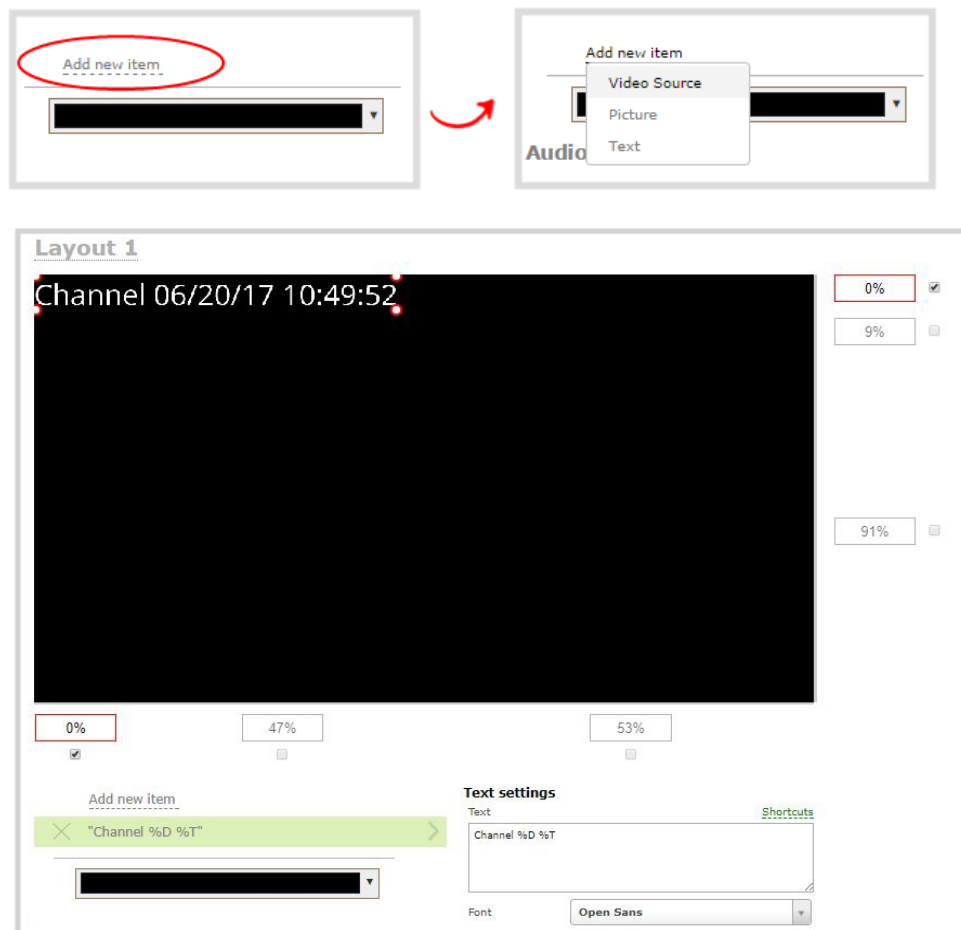 Add new item
Add new item
Video Source
Picture
Text
Audio
Layout 1
Channel 06/20/17 10:49:52
0%
9%
91%
0%
47%
53%
Add new item
"Channel %D %T"
Text settings
Text
Shortcuts
Channel %D %T
Font
Open Sans